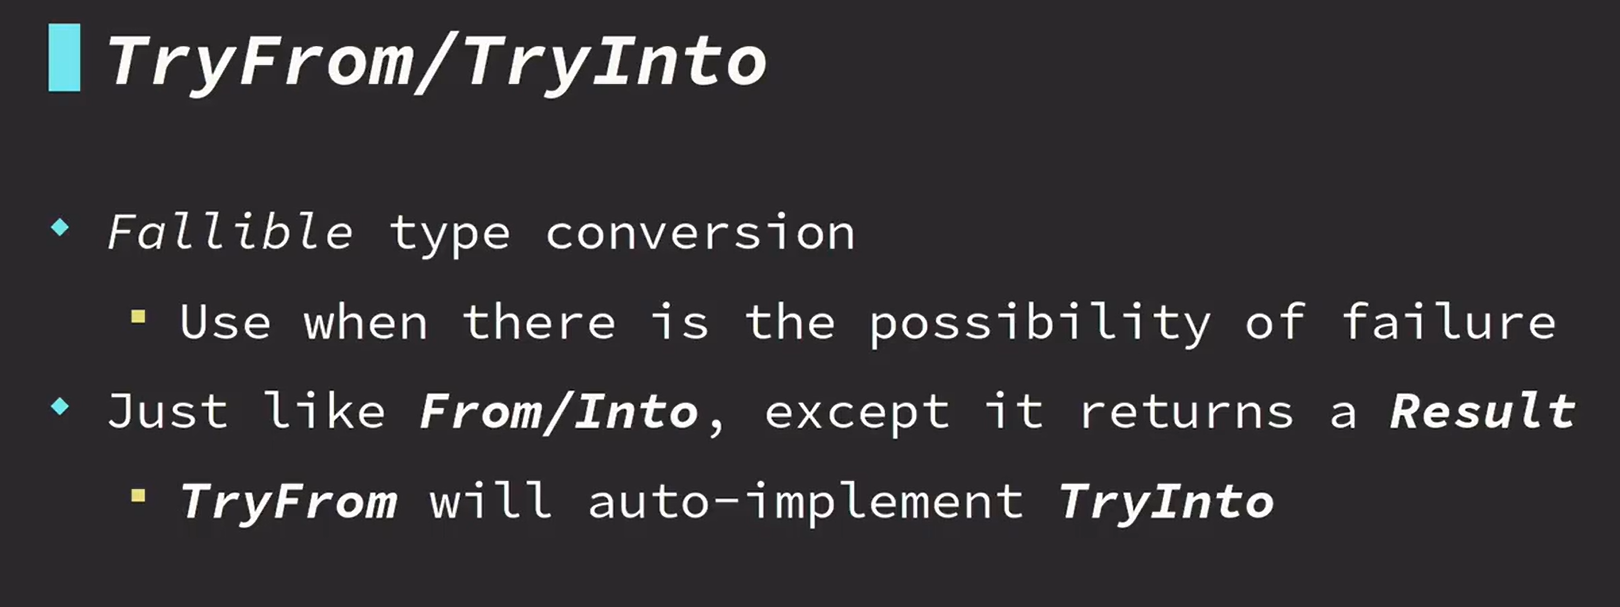 TryFrom/TryInto
Fallible type conversion
Use when there is the possibility of failure
Just like From/Into, except it returns a Result
TryFrom will auto-implement TryInto